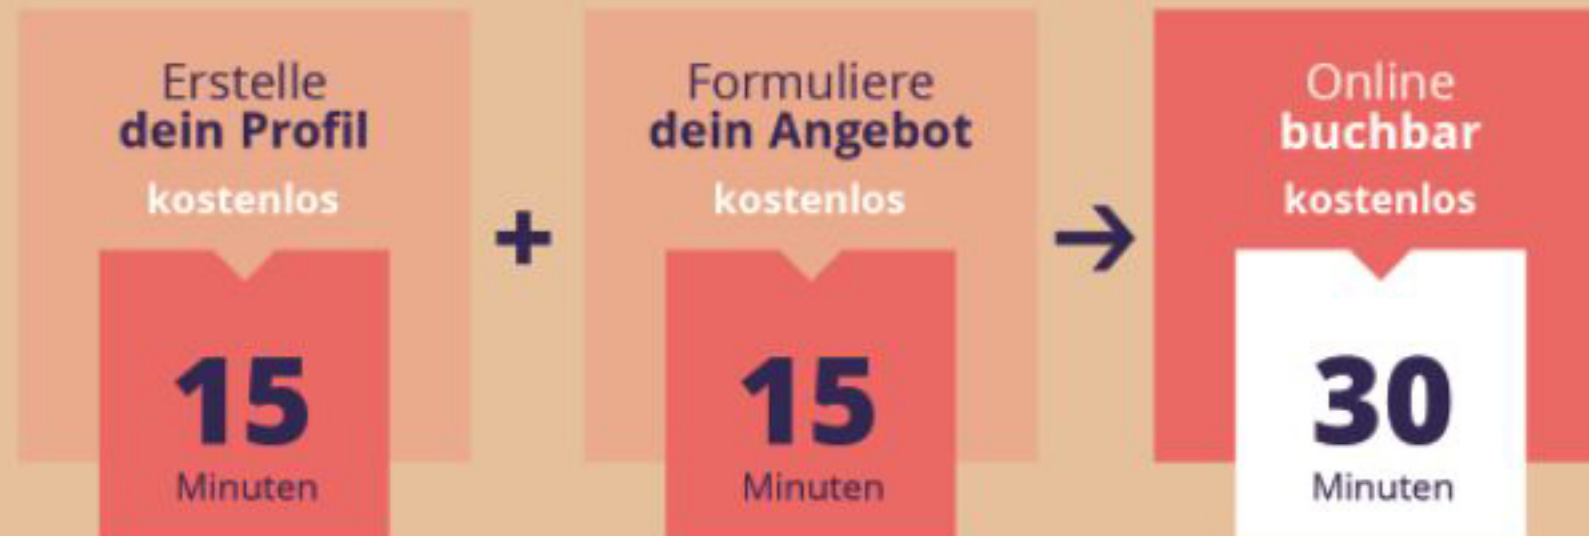 Erstelle
dein Profil
kostenlos
15
Minuten
+
Formuliere
dein Angebot
kostenlos
15
Minuten
→
Online
buchbar
kostenlos
30
Minuten